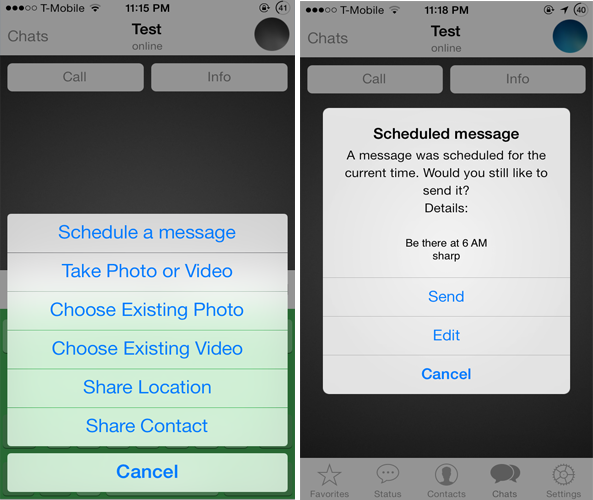 T-Mobile 11:15 PM 41
Chats Test
online
Call Info
Schedule a message
Take Photo or Video
Choose Existing Photo
Choose Existing Video
Share Location
Share Contact
Cancel
T-Mobile 11:18 PM 40
Chats Test
online
Call Info
Scheduled message
A message was scheduled for the
current time. Would you still like to
send it?
Details:
Be there at 6 AM
sharp
Send
Edit
Cancel
Favorites Status Contacts Chats Settings